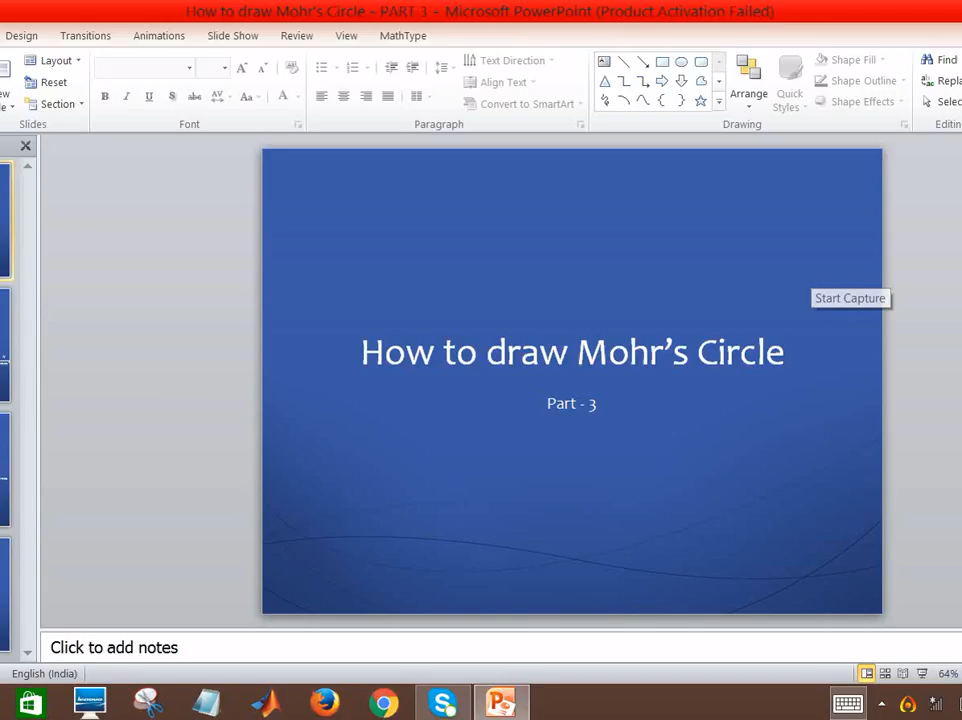 How to draw Mohr's Circle - PART 3 - Microsoft PowerPoint (Product Activation Failed)
Design Transitions Animations Slide Show Review View MathType
Layout Text Direction Shape Fill Find
Reset Align Text Shape Outline
Section Convert to SmartArt Arrange Quick Styles Shape Effects
B I U S abc AV Aa A
Slides Font Paragraph Drawing
Start Capture
How to draw Mohr’s Circle
Part - 3
Click to add notes
English (India) 64%